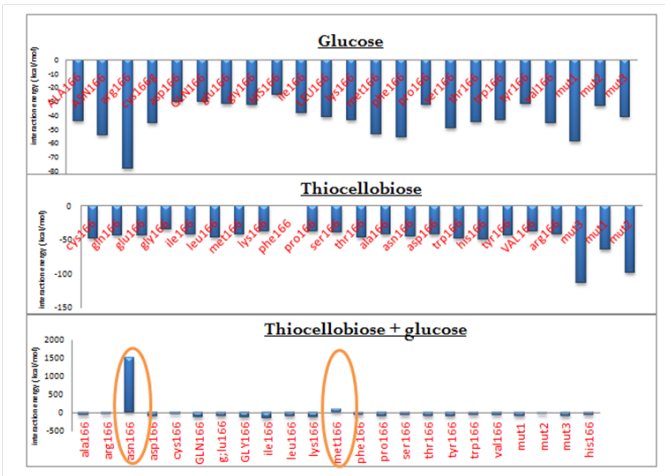 Glucose
interaction energy (kcal/mol)
0
-10
-20
-30
-40
-50
-60
-70
-80
ALA166 ASN166 arg166 cys1668 asp166 GLN166 glu166 gly166 HIS166 ile166 LEU166 lys166 met166 phe166 pro166 ser166 thr166 trp166 tyr166 val166 mut1 mut2 mut3
Thiocellobiose
interaction energy (kcal/mol)
0
-50
-100
-150
cys166 gln166 glu166 gly166 ile166 leu166 met166 lys166 phe166 pro166 ser166 thr166 ala166 asn166 asp166 trp166 his166 tyr166 VAL166 arg166 mut3 mut1 mut2
Thiocellobiose + glucose
interaction energy (kcal/mol)
2000
1500
1000
500
0
-500
ala166 arg166 asn166 asp166 cys166 GLN166 g;lu166 GLY166 ile166 leu166 lys166 met166 phe166 pro166 ser166 thr166 tyr166 trp166 val166 mut1 mut2 mut3 his166